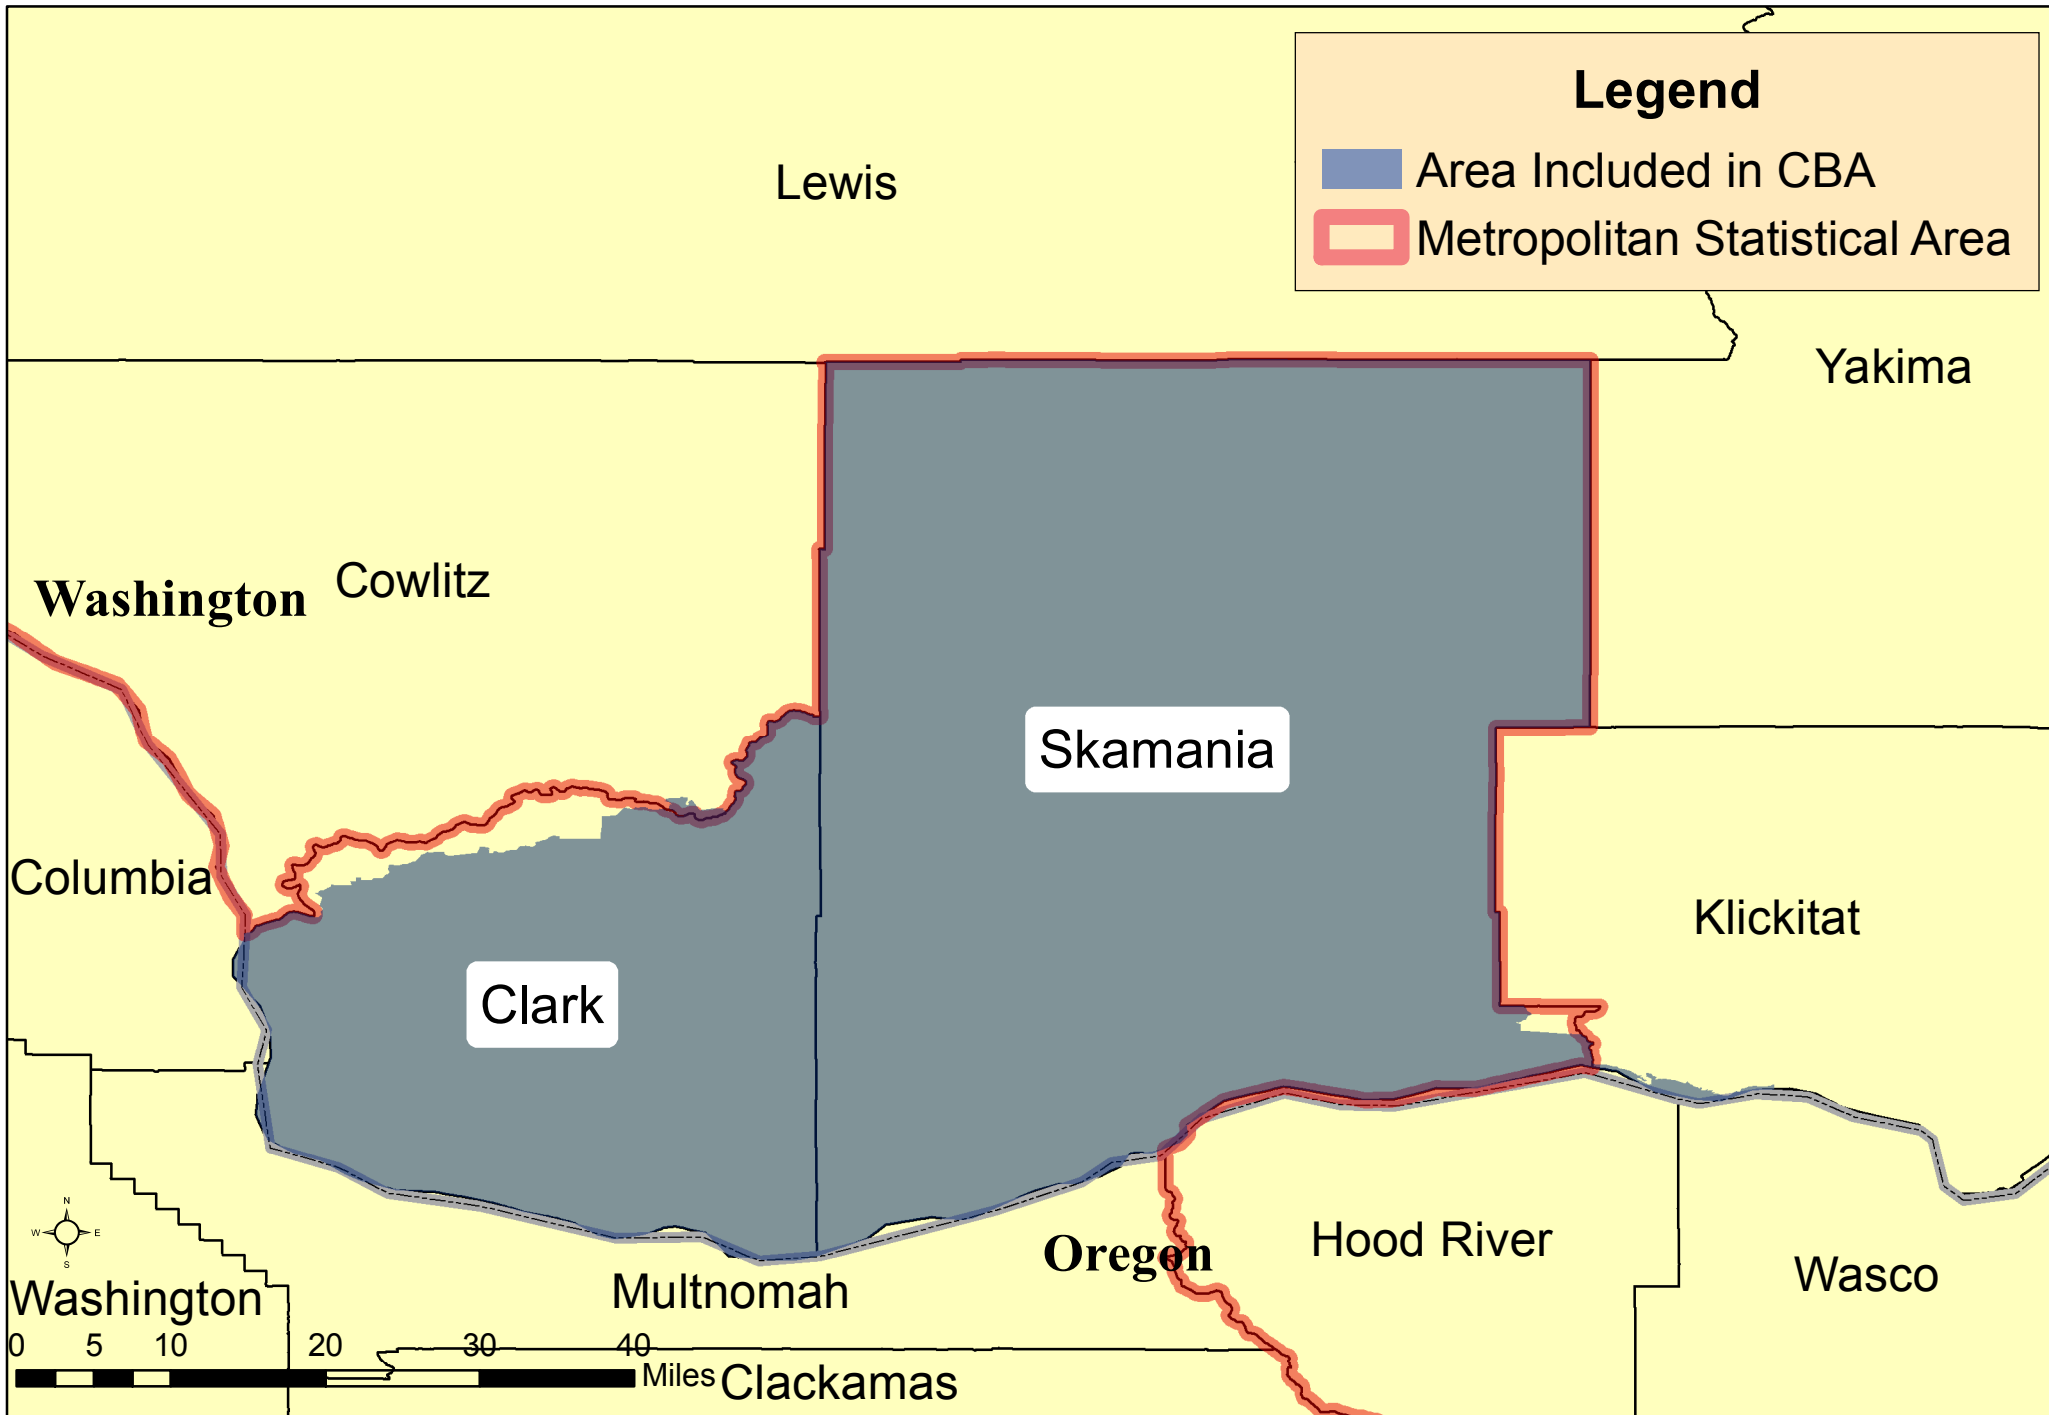 Legend
Area Included in CBA
Metropolitan Statistical Area
Lewis
Yakima
Cowlitz
Washington
Skamania
Columbia
Klickitat
Clark
N
W E
S
Oregon
Hood River
Washington
Multnomah
Wasco
0 5 10 20 30 40
Miles
Clackamas